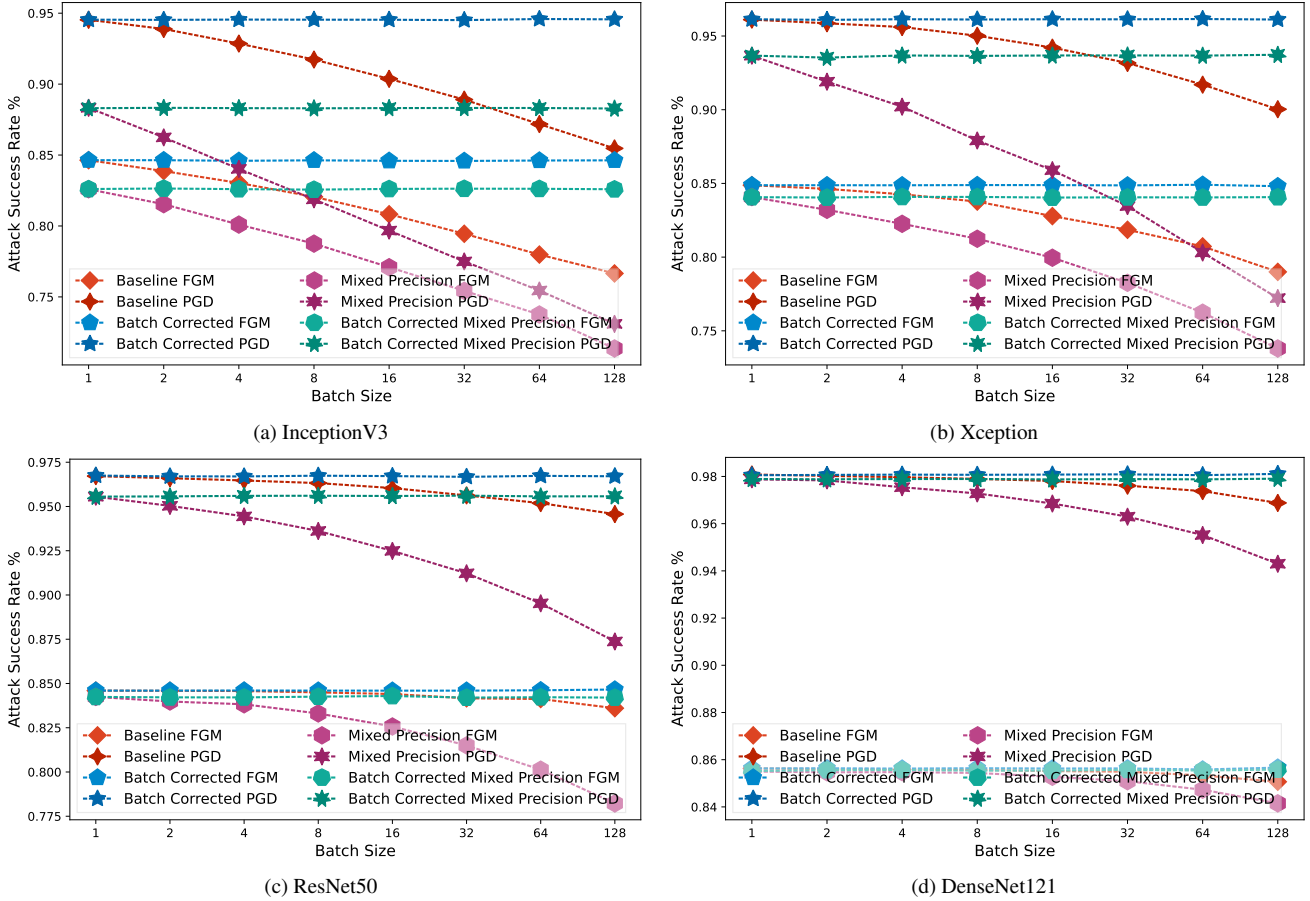 Attack Success Rate %
0.95
0.90
0.85
0.80
0.75
Baseline FGM
Baseline PGD
Batch Corrected FGM
Batch Corrected PGD
Mixed Precision FGM
Mixed Precision PGD
Batch Corrected Mixed Precision FGM
Batch Corrected Mixed Precision PGD
1 2 4 8 16 32 64 128
Batch Size
(a) InceptionV3
Attack Success Rate %
0.95
0.90
0.85
0.80
0.75
Baseline FGM
Baseline PGD
Batch Corrected FGM
Batch Corrected PGD
Mixed Precision FGM
Mixed Precision PGD
Batch Corrected Mixed Precision FGM
Batch Corrected Mixed Precision PGD
1 2 4 8 16 32 64 128
Batch Size
(b) Xception
Attack Success Rate %
0.975
0.950
0.925
0.900
0.875
0.850
0.825
0.800
0.775
Baseline FGM
Baseline PGD
Batch Corrected FGM
Batch Corrected PGD
Mixed Precision FGM
Mixed Precision PGD
Batch Corrected Mixed Precision FGM
Batch Corrected Mixed Precision PGD
1 2 4 8 16 32 64 128
Batch Size
(c) ResNet50
Attack Success Rate %
0.98
0.96
0.94
0.92
0.90
0.88
0.86
0.84
Baseline FGM
Baseline PGD
Batch Corrected FGM
Batch Corrected PGD
Mixed Precision FGM
Mixed Precision PGD
Batch Corrected Mixed Precision FGM
Batch Corrected Mixed Precision PGD
1 2 4 8 16 32 64 128
Batch Size
(d) DenseNet121